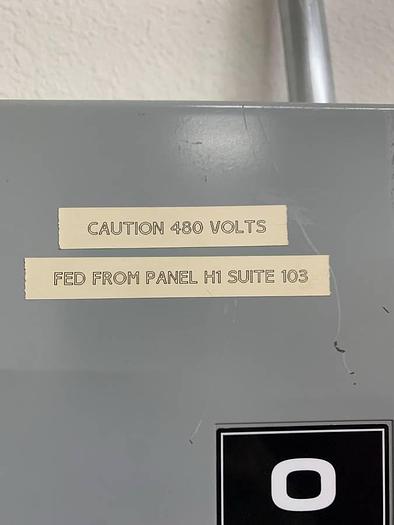 CAUTION 480 VOLTS
FED FROM PANEL H1 SUITE 103
O